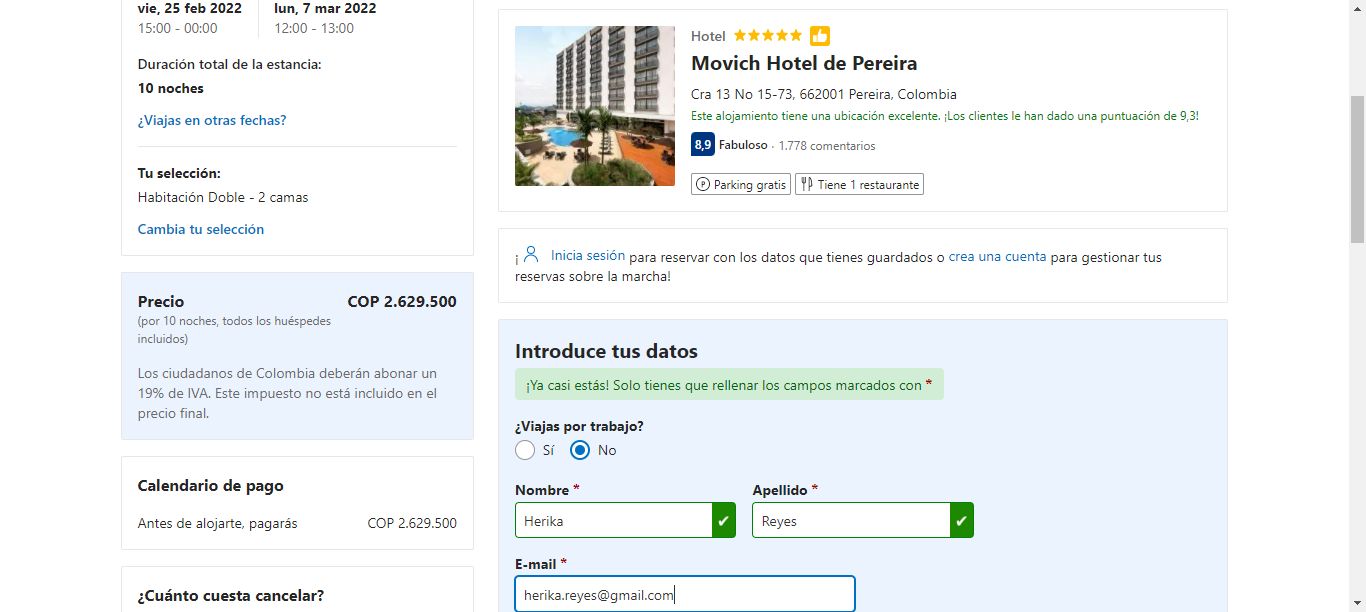 vie, 25 feb 2022
lun, 7 mar 2022
15:00 - 00:00
12:00 - 13:00
Duración total de la estancia:
10 noches
¿Viajas en otras fechas?
Tu selección:
Habitación Doble - 2 camas
Cambia tu selección
Precio
COP 2.629.500
(por 10 noches, todos los huéspedes
incluidos)
Los ciudadanos de Colombia deberán abonar un
19% de IVA. Este impuesto no está incluido en el
precio final.
Calendario de pago
Antes de alojarte, pagarás
COP 2.629.500
¿Cuánto cuesta cancelar?
Hotel
Movich Hotel de Pereira
Cra 13 No 15-73, 662001 Pereira, Colombia
Este alojamiento tiene una ubicación excelente. ¡Los clientes le han dado una puntuación de 9,3!
8,9 Fabuloso · 1.778 comentarios
P Parking gratis
Tiene 1 restaurante
¡ Inicia sesión para reservar con los datos que tienes guardados o crea una cuenta para gestionar tus
reservas sobre la marcha!
Introduce tus datos
¡Ya casi estás! Solo tienes que rellenar los campos marcados con *
¿Viajas por trabajo?
Sí
No
Nombre *
Apellido *
Herika
Reyes
E-mail *
herika.reyes@gmail.com